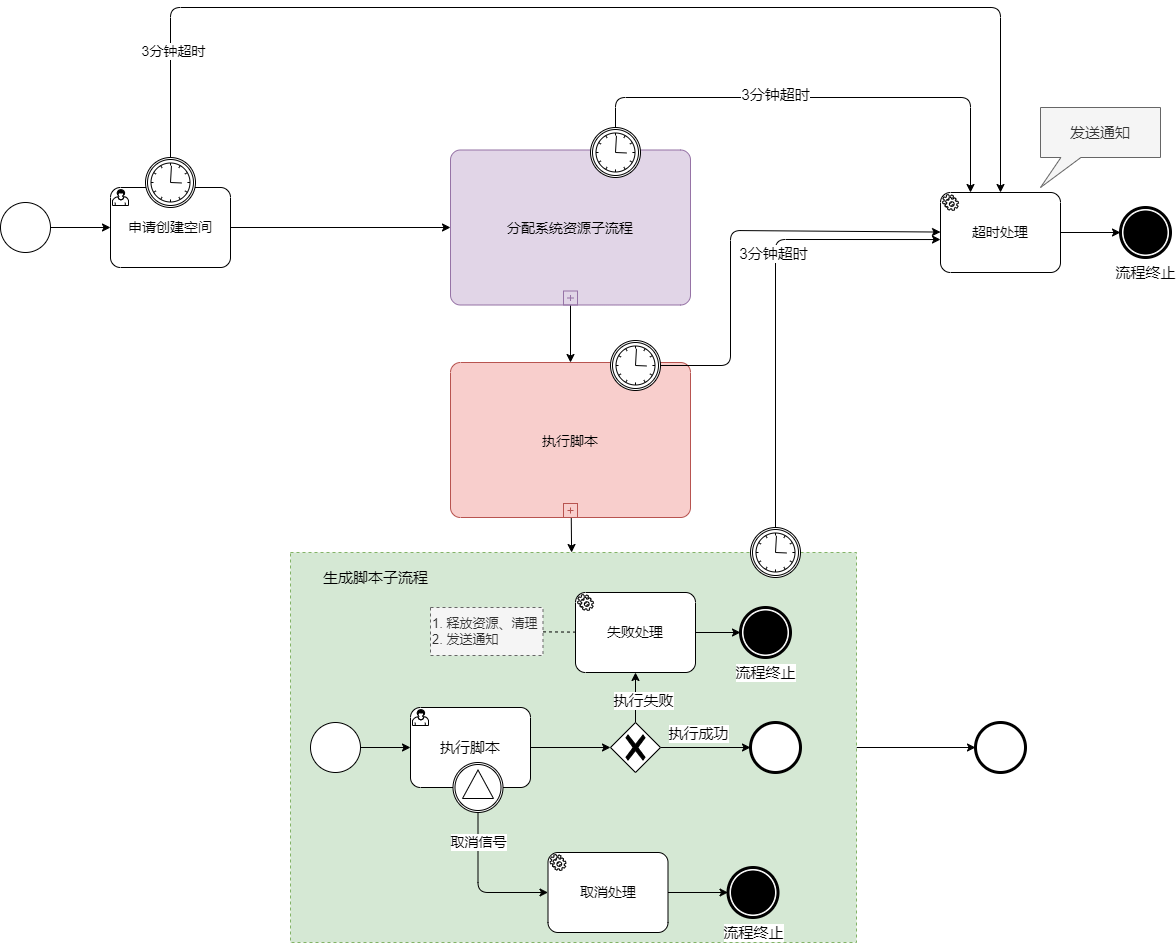 3分钟超时
3分钟超时
发送通知
申请创建空间
分配系统资源子流程
超时处理
3分钟超时
流程终止
执行脚本
生成脚本子流程
1. 释放资源、清理
2. 发送通知
失败处理
流程终止
执行失败
执行成功
执行脚本
取消信号
取消处理
流程终止